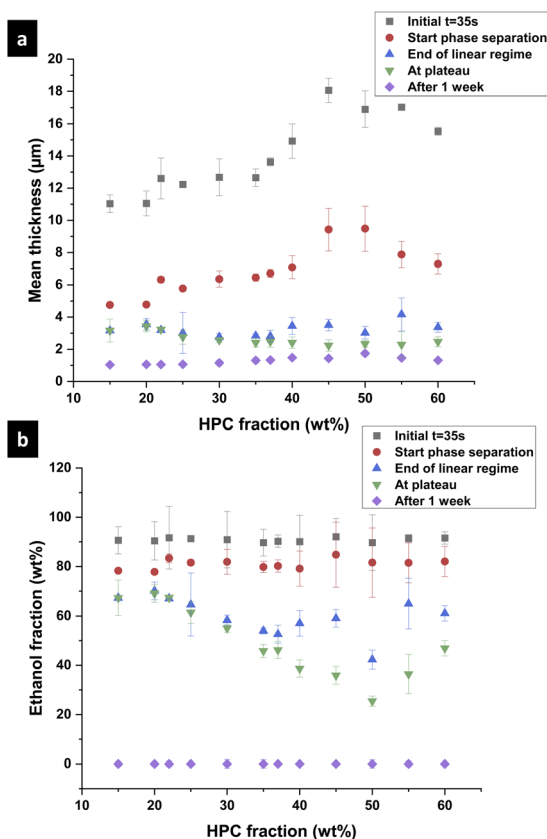 a
Initial t=35s
Start phase separation
End of linear regime
At plateau
After 1 week
20
18
16
14
12
10
8
6
4
2
0
Mean thickness (μm)
10 20 30 40 50 60
HPC fraction (wt%)
b
Initial t=35s
Start phase separation
End of linear regime
At plateau
After 1 week
120
100
80
60
40
20
0
Ethanol fraction (wt%)
10 20 30 40 50 60
HPC fraction (wt%)